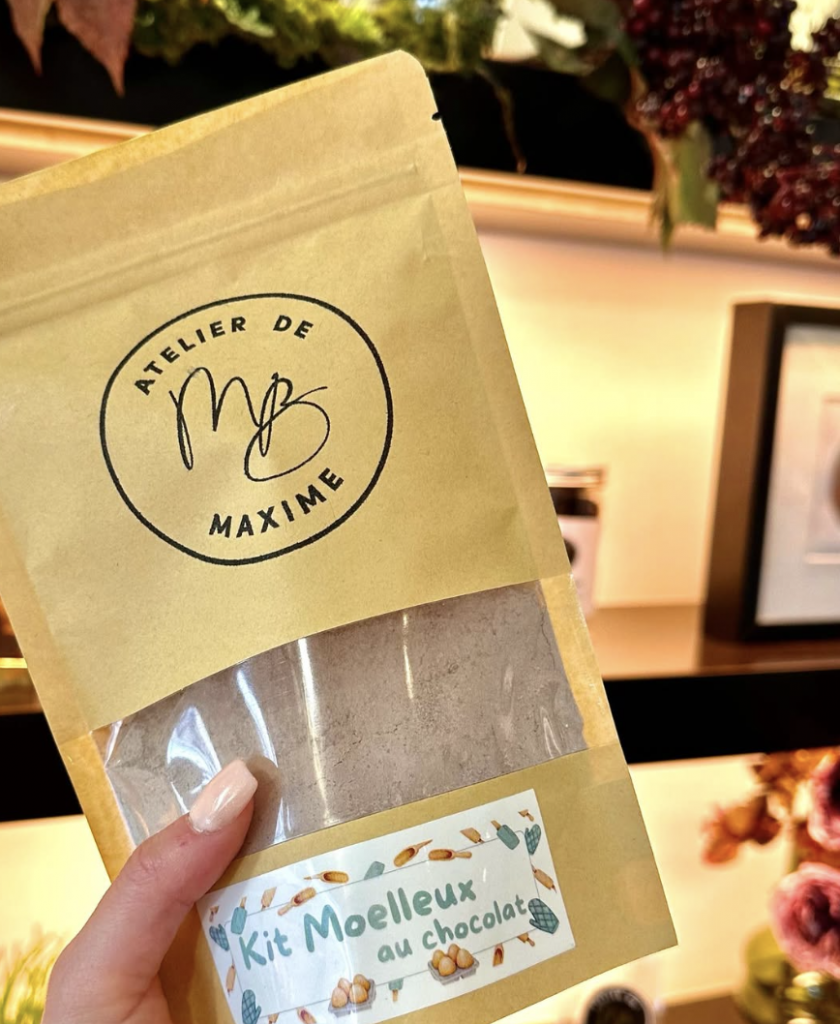 ATELIER DE
MB
MAXIME
Kit Moelleux
au chocolat